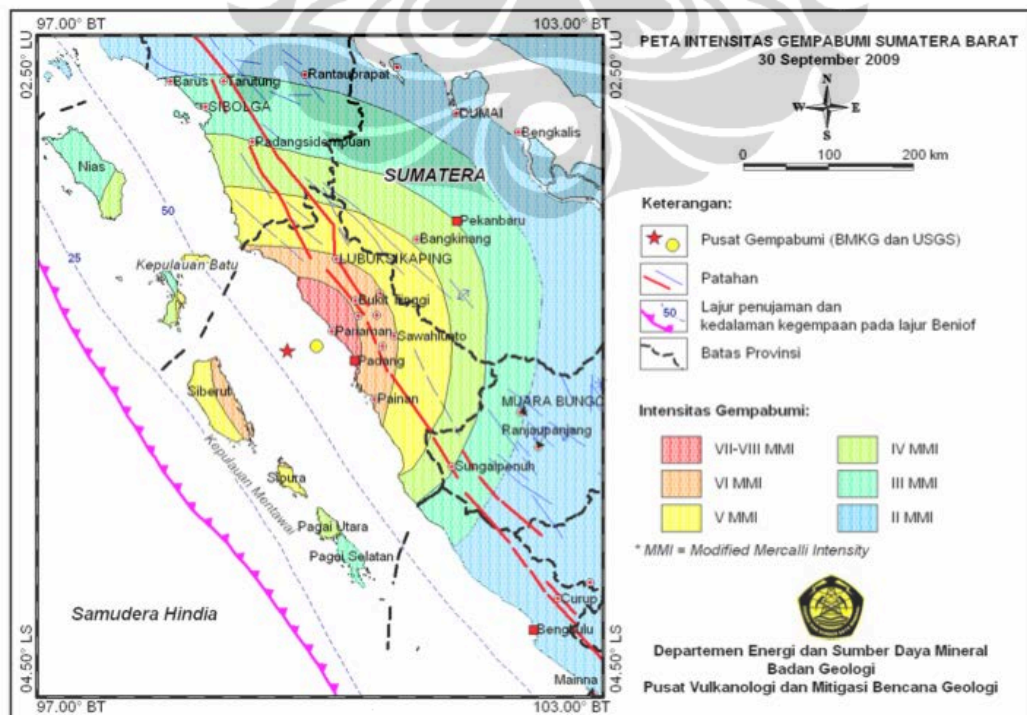 97.00° BT
103.00° BT
02.50° LU
02.50° LU
Barus
Tarutung
Rantauprapat
SIBOLGA
DUMAI
Bengkalis
Padangsidempuan
SUMATERA
Nias
50
Pekanbaru
Bangkinang
25
Kepulauan Batu
LUBUKSIKAPING
Bukit Tinggi
Pariaman
Sawahlunto
Padang
Siberut
Painan
MUARA BUNGO
Ranjaupanjang
Kepulauan Mentawai
Sungaipenuh
Sipura
Pagai Utara
Pagai Selatan
Samudera Hindia
Curup
Bengkulu
Mainna
04.50° LS
04.50° LS
97.00° BT
103.00° BT
PETA INTENSITAS GEMPABUMI SUMATERA BARAT
30 September 2009
N
W E
S
0 100 200 km
Keterangan:
Pusat Gempabumi (BMKG dan USGS)
Patahan
50
Lajur penujaman dan
kedalaman kegempaan pada lajur Beniof
Batas Provinsi
Intensitas Gempabumi:
VII-VIII MMI
IV MMI
VI MMI
III MMI
V MMI
II MMI
* MMI = Modified Mercalli Intensity
Departemen Energi dan Sumber Daya Mineral
Badan Geologi
Pusat Vulkanologi dan Mitigasi Bencana Geologi